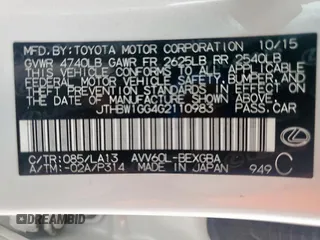 MFD.BY:TOYOTA MOTOR CORPORATION 10/15
GVWR 4740LB GAWR FR 2625LB RR 2540LB
THIS VEHICLE CONFORMS TO ALL APPLICABLE
FEDERAL MOTOR VEHICLE SAFETY, BUMPER, AND
THEFT PREVENTION STANDARDS IN EFFECT ON
THE DATE OF MANUFACTURE SHOWN ABOVE.
JTHBW1GG4G2110983 PASS.CAR
C/TR:085/LA13 AVV60L-BEXGBA
A/TM:-02A/P314 MADE IN JAPAN 949 C
DREAMBID